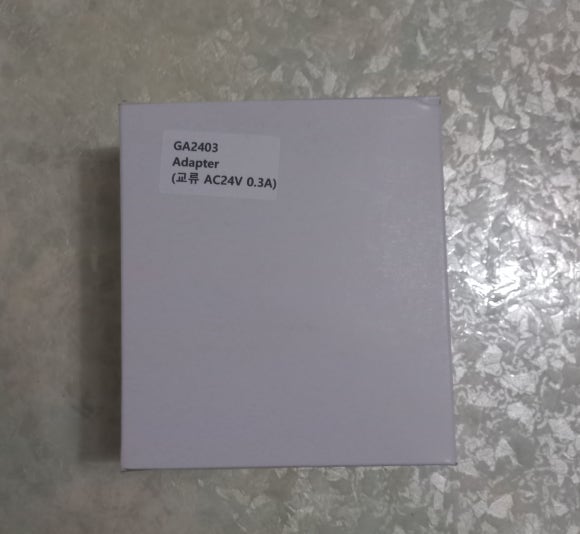 GA2403
Adapter
(교류 AC24V 0.3A)